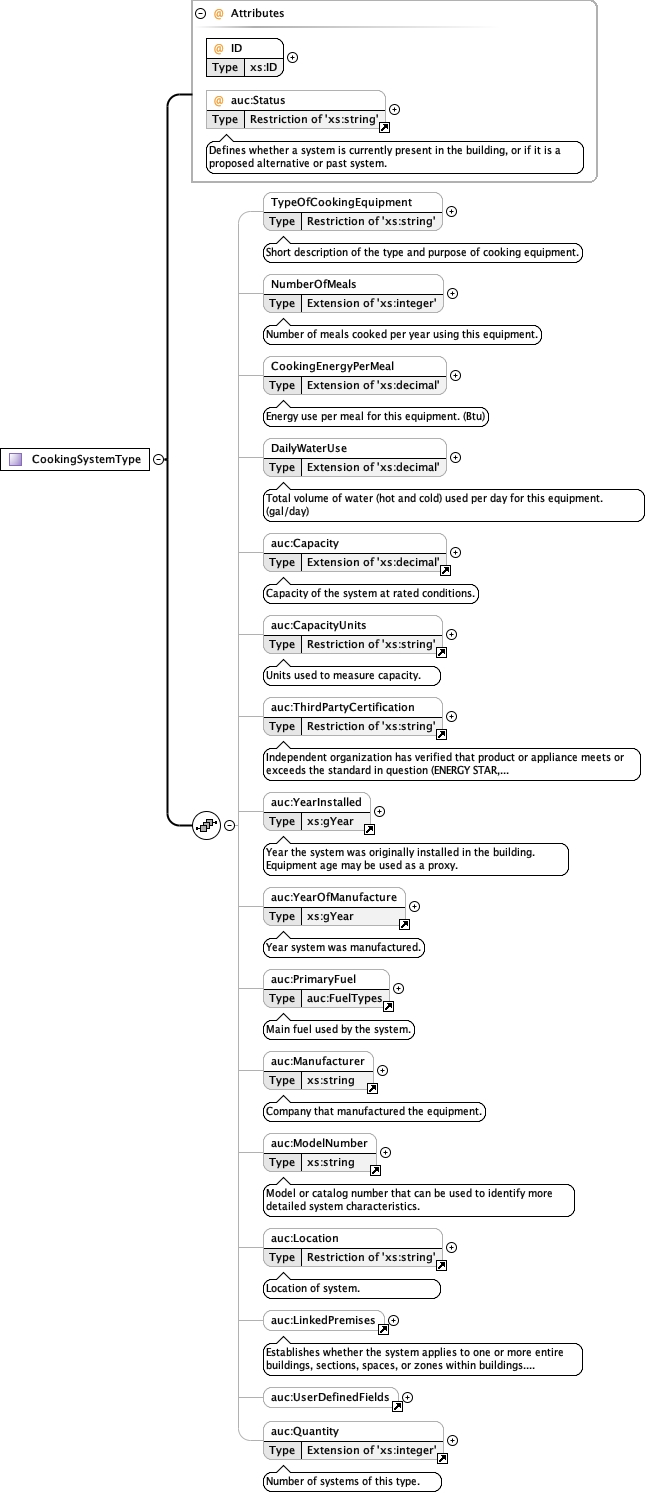 @ Attributes
@ ID
Type xs:ID
@ auc:Status
Type Restriction of 'xs:string'
Defines whether a system is currently present in the building, or if it is a
proposed alternative or past system.
TypeOfCookingEquipment
Type Restriction of 'xs:string'
Short description of the type and purpose of cooking equipment.
NumberOfMeals
Type Extension of 'xs:integer'
Number of meals cooked per year using this equipment.
CookingEnergyPerMeal
Type Extension of 'xs:decimal'
Energy use per meal for this equipment. (Btu)
CookingSystemType
DailyWaterUse
Type Extension of 'xs:decimal'
Total volume of water (hot and cold) used per day for this equipment.
(gal/day)
auc:Capacity
Type Extension of 'xs:decimal'
Capacity of the system at rated conditions.
auc:CapacityUnits
Type Restriction of 'xs:string'
Units used to measure capacity.
auc:ThirdPartyCertification
Type Restriction of 'xs:string'
Independent organization has verified that product or appliance meets or
exceeds the standard in question (ENERGY STAR,...
auc:YearInstalled
Type xs:gYear
Year the system was originally installed in the building.
Equipment age may be used as a proxy.
auc:YearOfManufacture
Type xs:gYear
Year system was manufactured.
auc:PrimaryFuel
Type auc:FuelTypes
Main fuel used by the system.
auc:Manufacturer
Type xs:string
Company that manufactured the equipment.
auc:ModelNumber
Type xs:string
Model or catalog number that can be used to identify more
detailed system characteristics.
auc:Location
Type Restriction of 'xs:string'
Location of system.
auc:LinkedPremises
Establishes whether the system applies to one or more entire
buildings, sections, spaces, or zones within buildings....
auc:UserDefinedFields
auc:Quantity
Type Extension of 'xs:integer'
Number of systems of this type.